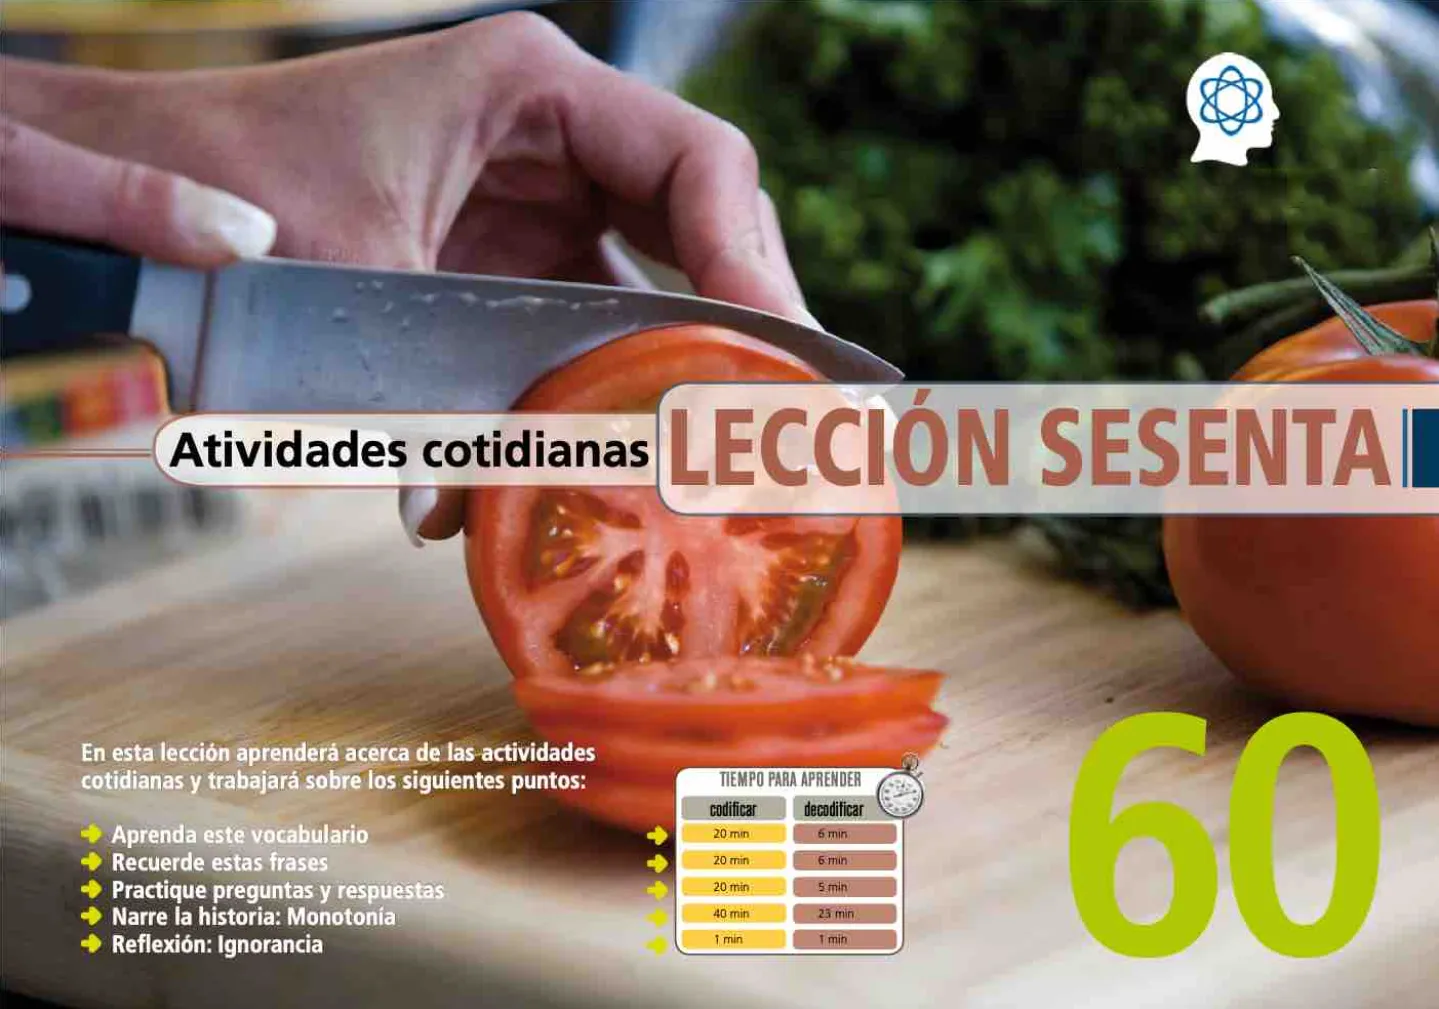 Atividades cotidianas
LECCIÓN SESENTA
En esta lección aprenderá acerca de las actividades
cotidianas y trabajará sobre los siguientes puntos:
Aprenda este vocabulario
Recuerde estas frases
Practique preguntas y respuestas
Narre la historia: Monotonía
Reflexión: Ignorancia
TIEMPO PARA APRENDER
codificar decodificar
20 min 6 min
20 min 6 min
20 min 5 min
40 min 23 min
1 min 1 min
60